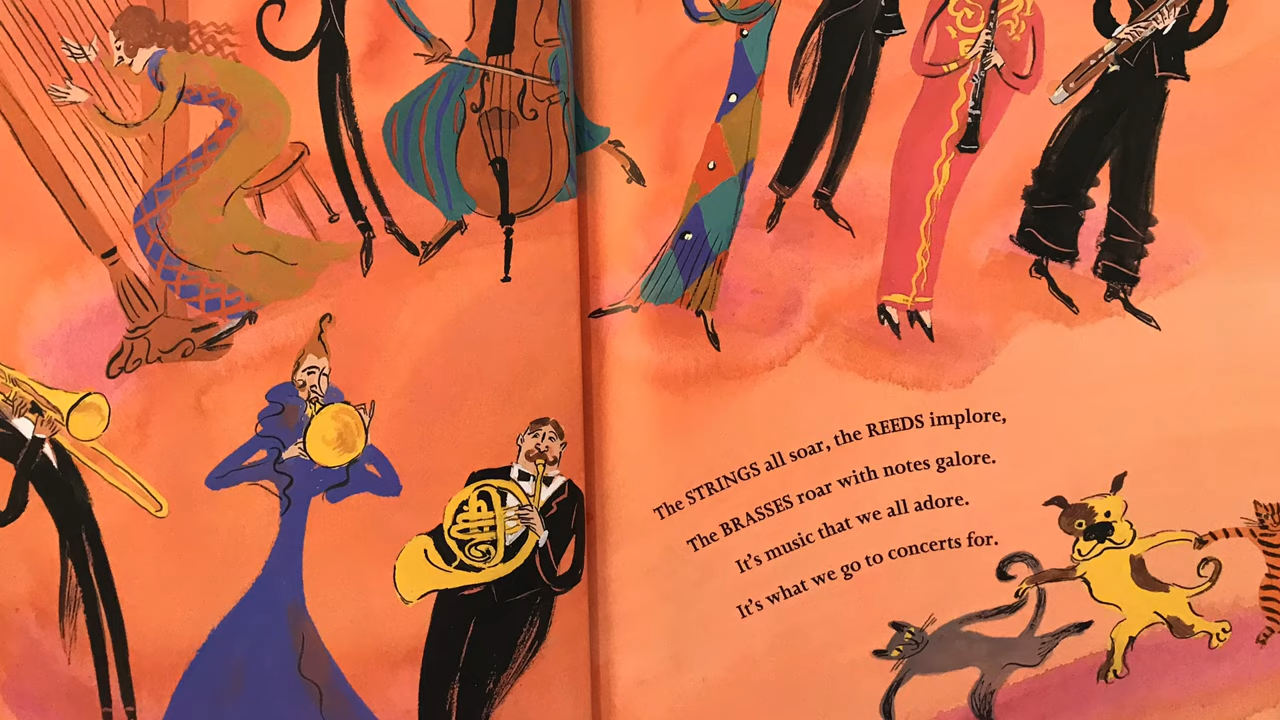 The STRINGS all soar, the REEDS implore,
The BRASSES roar with notes galore.
It's music that we all adore.
It's what we go to concerts for.